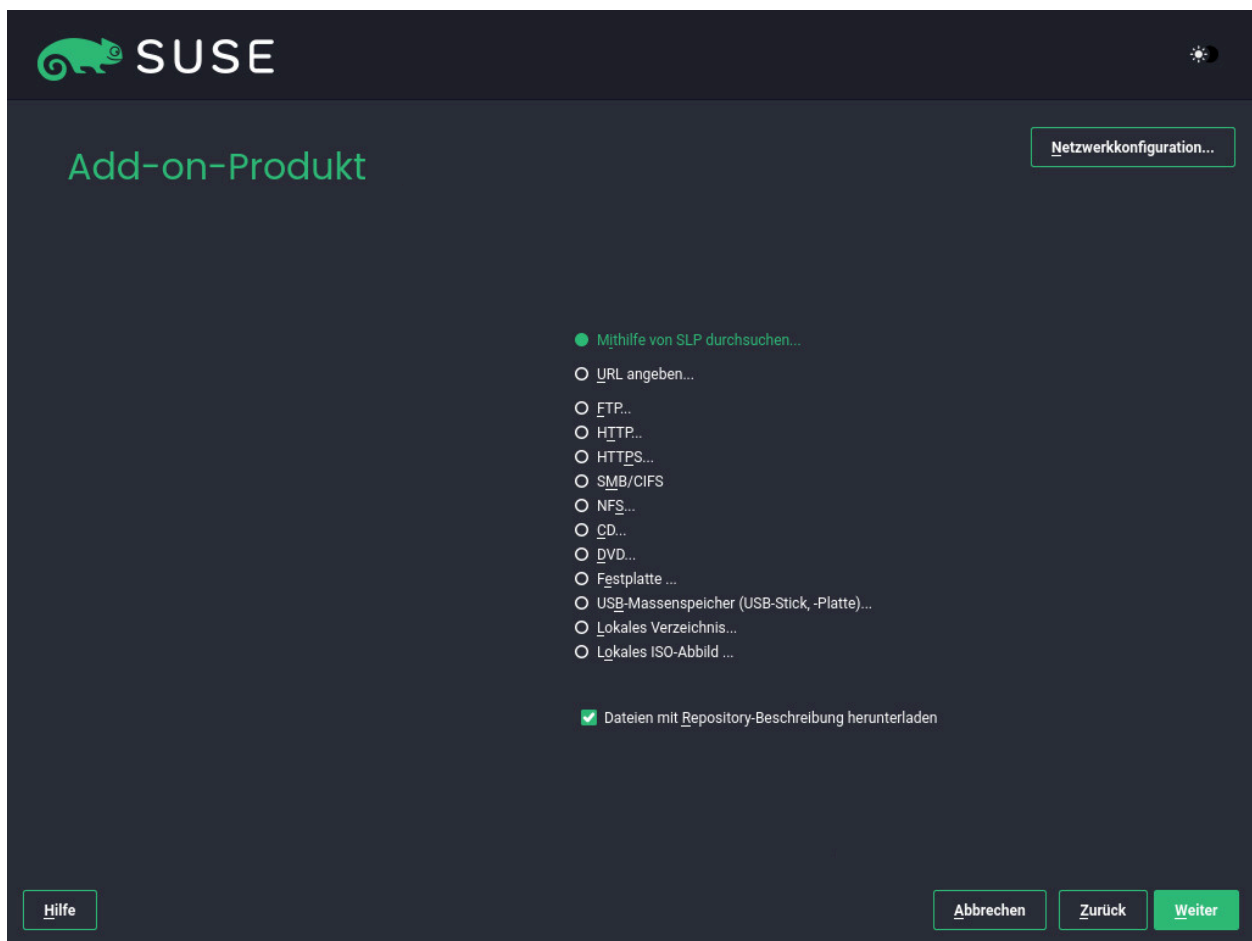 SUSE
Add-on-Produkt
Netzwerkkonfiguration...
Mithilfe von SLP durchsuchen...
URL angeben...
FTP...
HTTP...
HTTPS...
SMB/CIFS
NFS...
CD...
DVD...
Festplatte ...
USB-Massenspeicher (USB-Stick, -Platte)...
Lokales Verzeichnis...
Lokales ISO-Abbild ...
Dateien mit Repository-Beschreibung herunterladen
Hilfe
Abbrechen
Zurück
Weiter